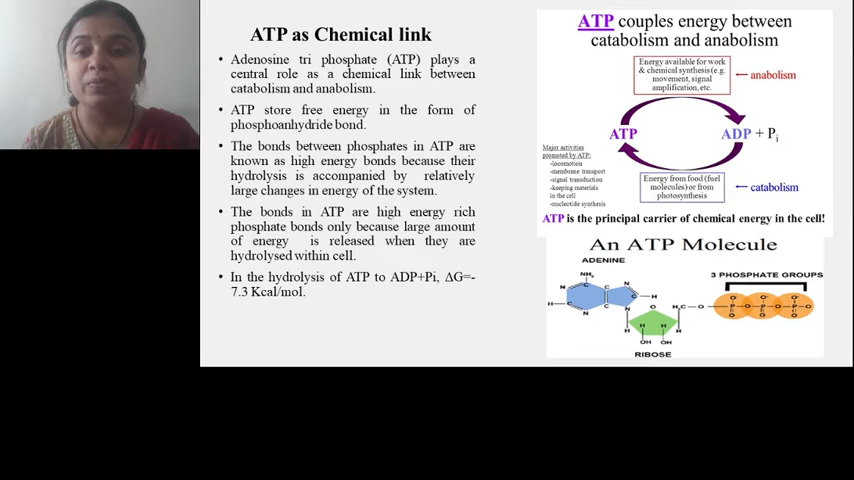 ATP as Chemical link
• Adenosine tri phosphate (ATP) plays a
central role as a chemical link between
catabolism and anabolism.
• ATP store free energy in the form of
phosphoanhydride bond.
• The bonds between phosphates in ATP are
known as high energy bonds because their
hydrolysis is accompanied by relatively
large changes in energy of the system.
• The bonds in ATP are high energy rich
phosphate bonds only because large amount
of energy is released when they are
hydrolysed within cell.
• In the hydrolysis of ATP to ADP+Pi, ΔG=-
7.3 Kcal/mol.
ATP couples energy between
catabolism and anabolism
Energy available for work
& chemical synthesis (e.g.
movement, signal
amplification, etc.
anabolism
ATP
ADP + Pi
Major activities
promoted by ATP:
-locomotion
-membrane transport
-signal transduction
-keeping materials
in the cell
-nucleotide synthesis
Energy from food (fuel
molecules) or from
photosynthesis
catabolism
ATP is the principal carrier of chemical energy in the cell!
An ATP Molecule
ADENINE
3 PHOSPHATE GROUPS
RIBOSE